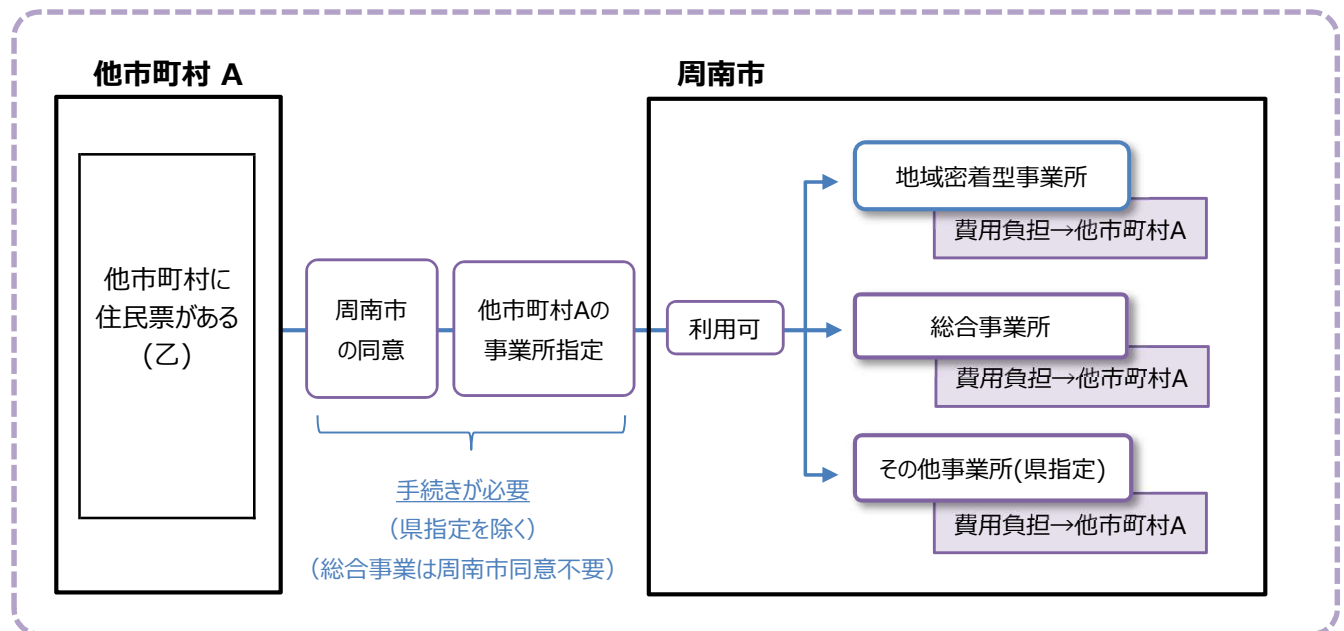 他市町村 A
周南市
他市町村に
住民票がある
(乙)
周南市
の同意
他市町村Aの
事業所指定
手続きが必要
(県指定を除く)
(総合事業は周南市同意不要)
利用可
地域密着型事業所
費用負担→他市町村A
総合事業所
費用負担→他市町村A
その他事業所(県指定)
費用負担→他市町村A